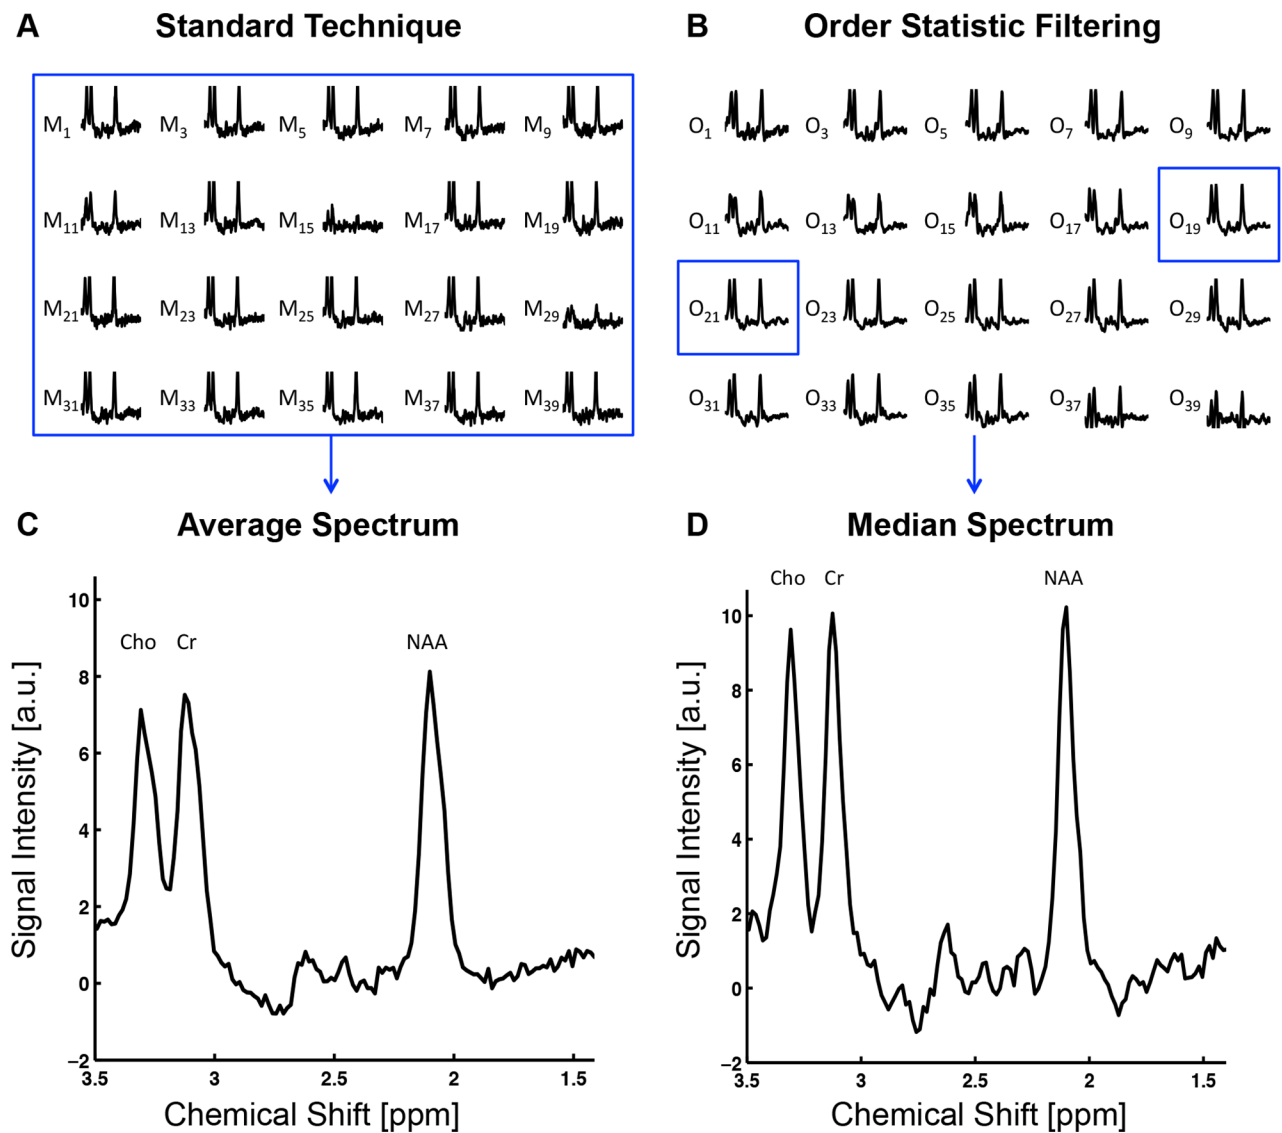 A Standard Technique
B Order Statistic Filtering
M1 M3 M5 M7 M9
M11 M13 M15 M17 M19
M21 M23 M25 M27 M29
M31 M33 M35 M37 M39
O1 O3 O5 O7 O9
O11 O13 O15 O17 O19
O21 O23 O25 O27 O29
O31 O33 O35 O37 O39
C Average Spectrum
Cho Cr NAA
10
8
6
4
2
0
−2
3.5 3 2.5 2 1.5
Signal Intensity [a.u.]
Chemical Shift [ppm]
D Median Spectrum
Cho Cr NAA
10
8
6
4
2
0
−2
3.5 3 2.5 2 1.5
Signal Intensity [a.u.]
Chemical Shift [ppm]